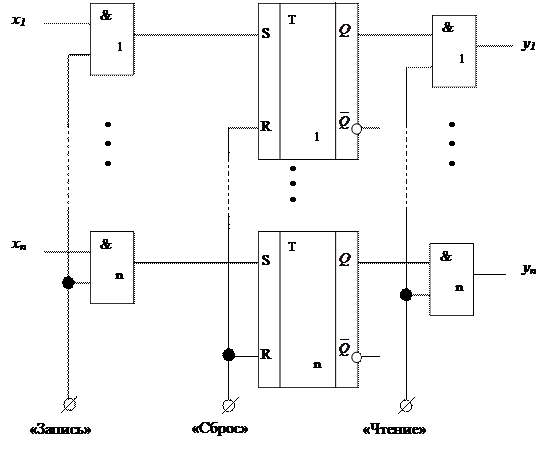 x1 & 1 S T Q & 1 y1
R Q̅ 1
xn & n S T Q & n yn
R Q̅ n
«Запись» «Сброс» «Чтение»